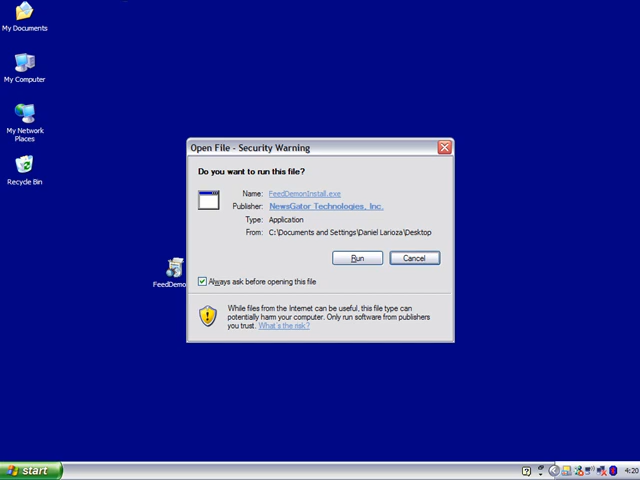 My Documents
My Computer
My Network
Places
Recycle Bin
FeedDemo
Open File - Security Warning
Do you want to run this file?
Name: FeedDemonInstall.exe
Publisher: NewsGator Technologies, Inc.
Type: Application
From: C:\Documents and Settings\Daniel Larioza\Desktop
Run Cancel
Always ask before opening this file
While files from the Internet can be useful, this file type can
potentially harm your computer. Only run software from publishers
you trust. What's the risk?
start
4:20